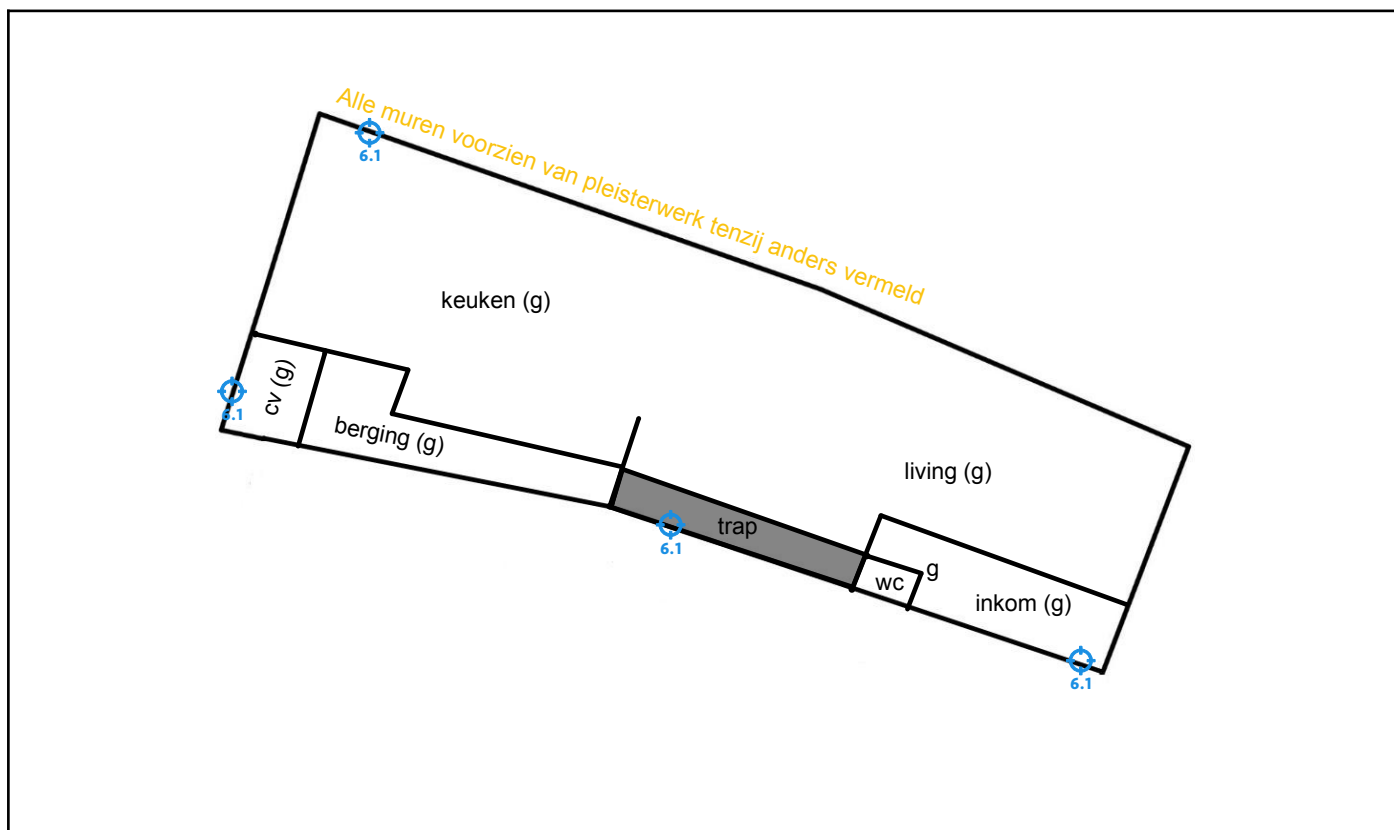 Alle muren voorzien van pleisterwerk tenzij anders vermeld
6.1
keuken (g)
cv (g)
6.1
berging (g)
living (g)
trap
6.1
wc
g
inkom (g)
6.1